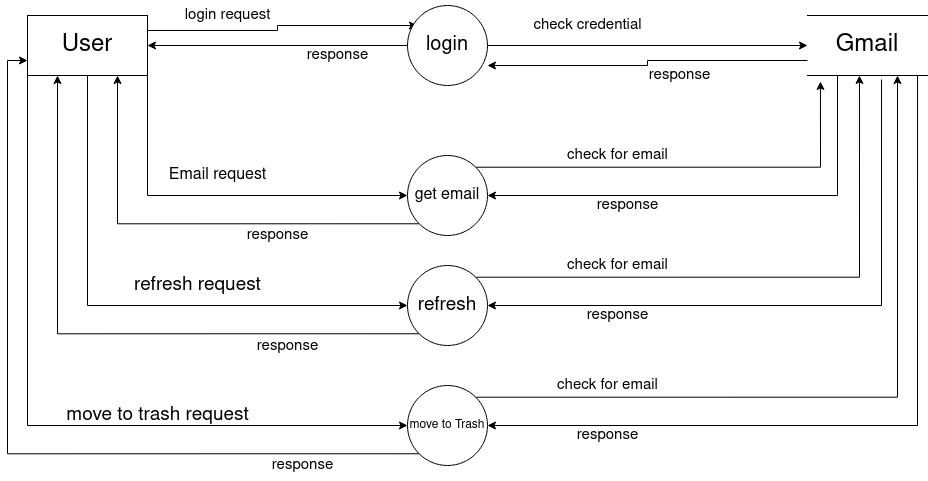 login request
User
login
check credential
Gmail
response
response
check for email
Email request
get email
response
response
check for email
refresh request
refresh
response
response
check for email
move to trash request
move to Trash
response
response